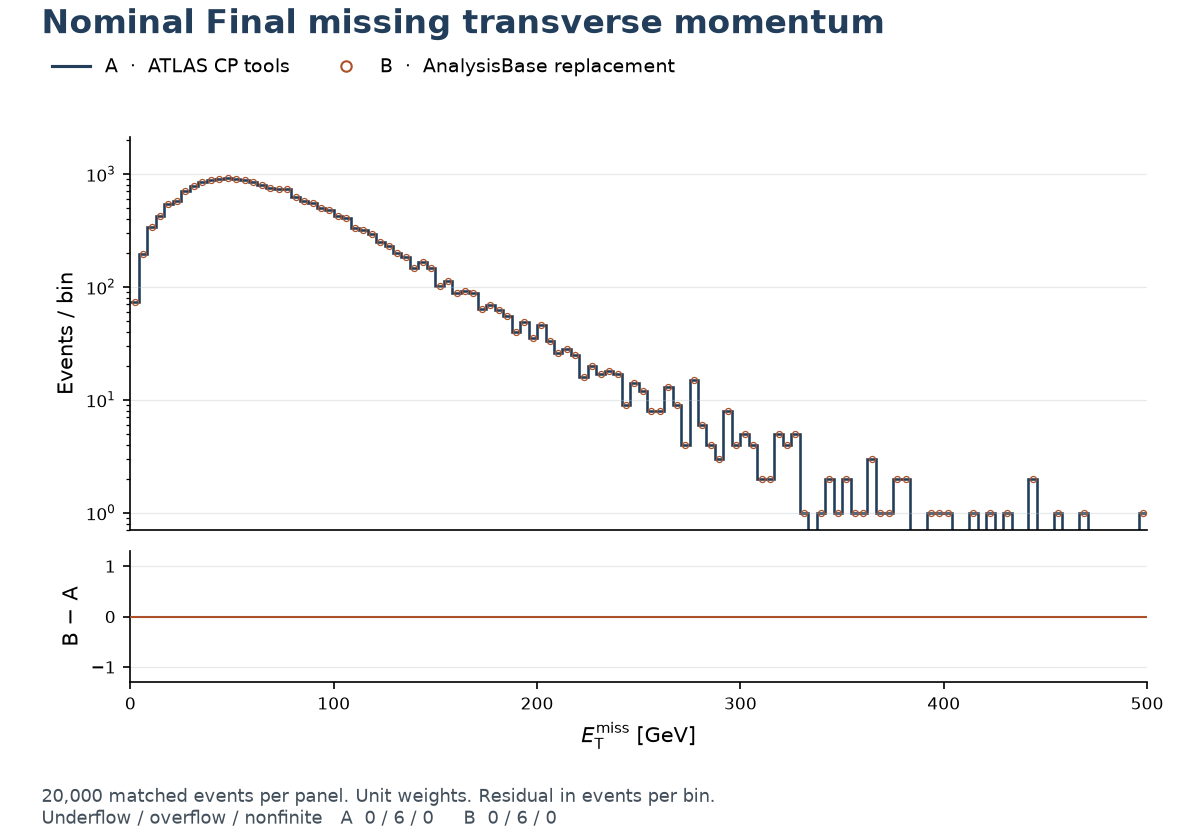 Nominal Final missing transverse momentum
A · ATLAS CP tools B · AnalysisBase replacement
Events / bin
10³
10²
10¹
10⁰
B − A
1
0
−1
0 100 200 300 400 500
E_T^miss [GeV]
20,000 matched events per panel. Unit weights. Residual in events per bin.
Underflow / overflow / nonfinite A 0 / 6 / 0 B 0 / 6 / 0